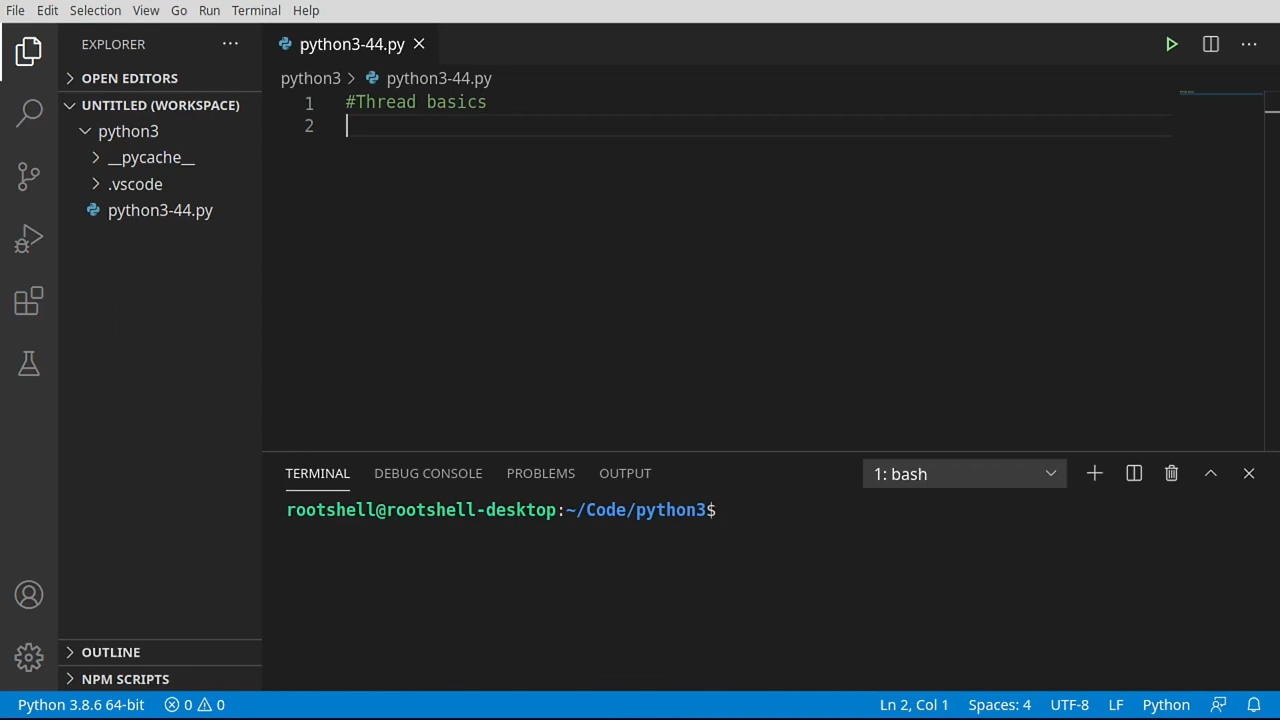 File Edit Selection View Go Run Terminal Help
EXPLORER
OPEN EDITORS
UNTITLED (WORKSPACE)
python3
__pycache__
.vscode
python3-44.py
OUTLINE
NPM SCRIPTS
python3-44.py
python3 > python3-44.py
1 #Thread basics
2
TERMINAL DEBUG CONSOLE PROBLEMS OUTPUT 1: bash
rootshell@rootshell-desktop:~/Code/python3$
Python 3.8.6 64-bit 0 0 Ln 2, Col 1 Spaces: 4 UTF-8 LF Python